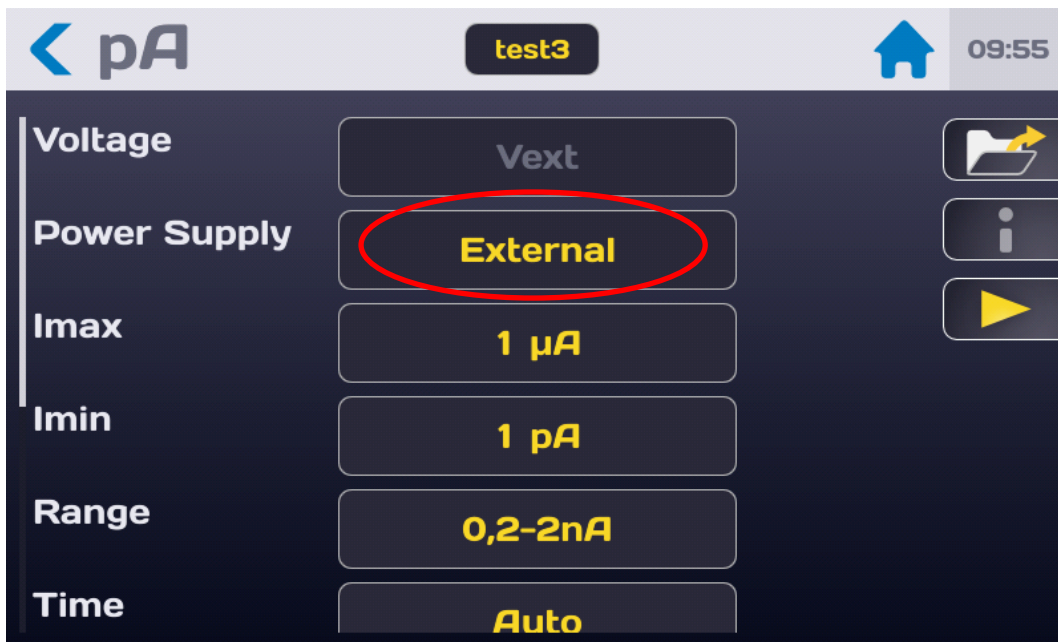 pA
test3
09:55
Voltage
Vext
Power Supply
External
Imax
1 µA
Imin
1 pA
Range
0,2-2nA
Time
Auto